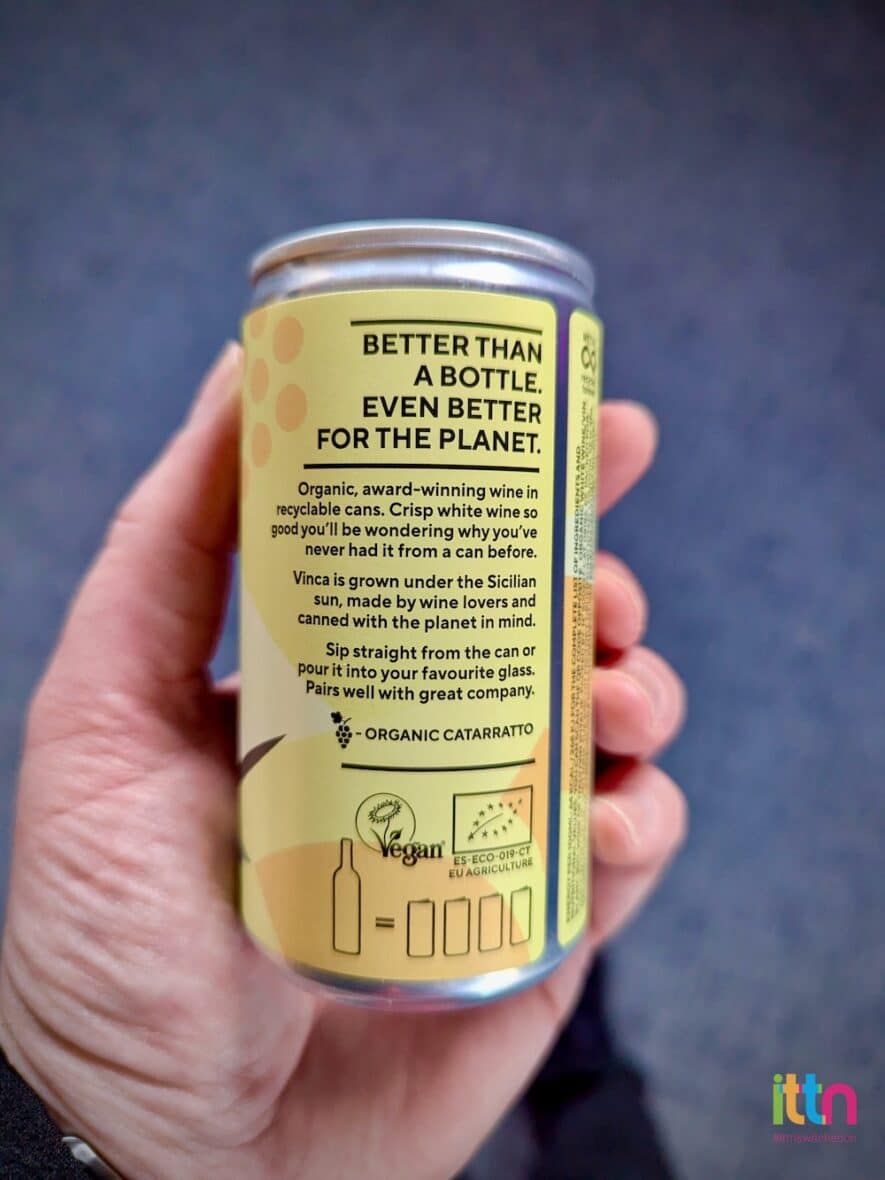 BETTER THAN
A BOTTLE.
EVEN BETTER
FOR THE PLANET.
Organic, award-winning wine in
recyclable cans. Crisp white wine so
good you'll be wondering why you've
never had it from a can before.
Vinca is grown under the Sicilian
sun, made by wine lovers and
canned with the planet in mind.
Sip straight from the can or
pour it into your favourite glass.
Pairs well with great company.
- ORGANIC CATARRATTO
Vegan
ES-ECO-019-CT
EU AGRICULTURE
=
ittn